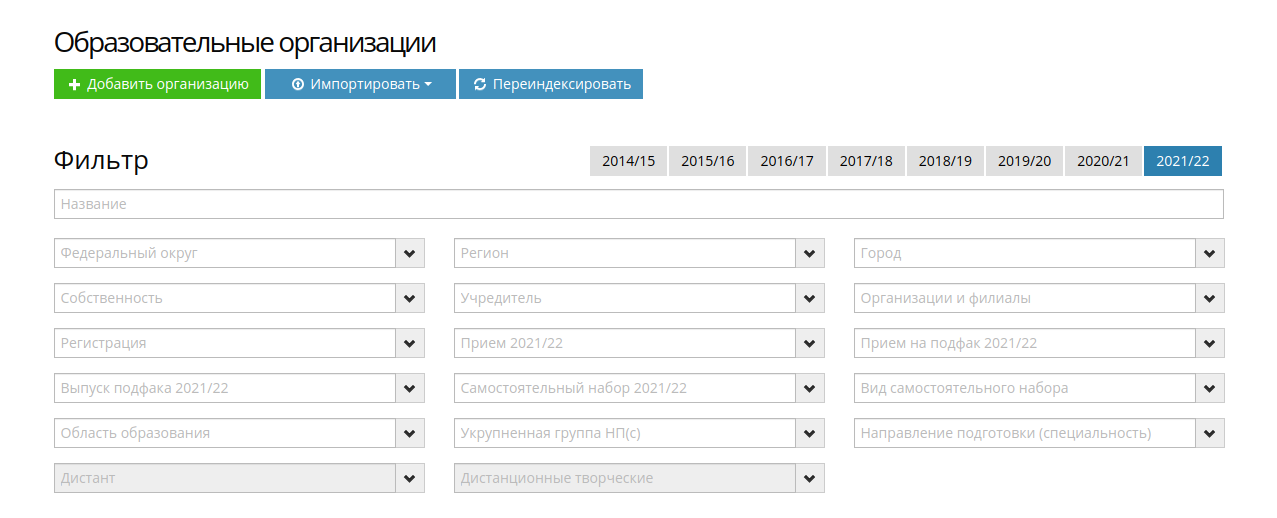 Образовательные организации
Добавить организацию Импортировать Переиндексировать
Фильтр 2014/15 2015/16 2016/17 2017/18 2018/19 2019/20 2020/21 2021/22
Название
Федеральный округ Регион Город
Собственность Учредитель Организации и филиалы
Регистрация Прием 2021/22 Прием на подфак 2021/22
Выпуск подфака 2021/22 Самостоятельный набор 2021/22 Вид самостоятельного набора
Область образования Укрупненная группа НП(с) Направление подготовки (специальность)
Дистант Дистанционные творческие